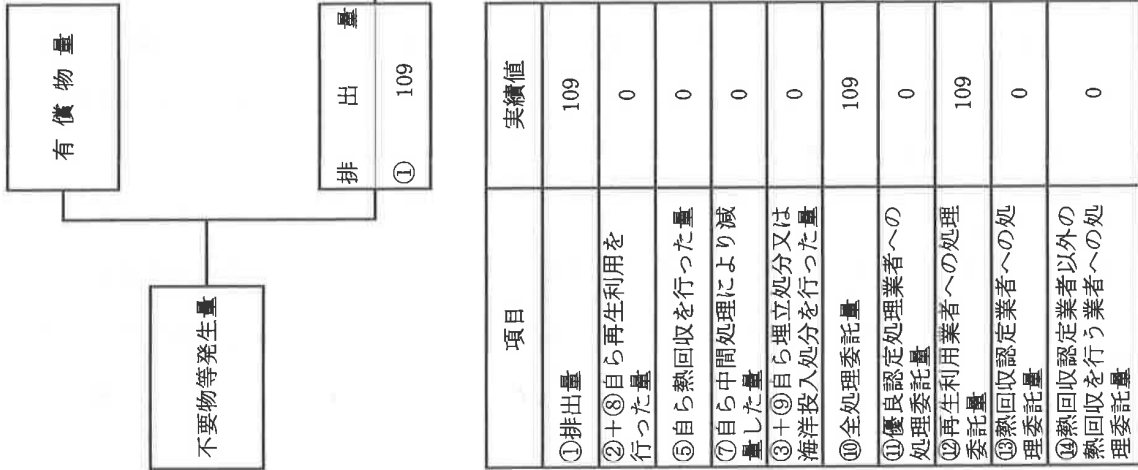 有 償 物 量
不要物等発生量
排 出 量
① 109
項目 実績値
①排出量 109
②＋⑧自ら再生利用を
行った量 0
⑤自ら熱回収を行った量 0
⑦自ら中間処理により減
量した量 0
③＋⑨自ら埋立処分又は
海洋投入処分を行った量 0
⑩全処理委託量 109
⑪優良認定処理業者への
処理委託量 0
⑫再生利用業者への処理
委託量 109
⑬熱回収認定業者への処
理委託量 0
⑭熱回収認定業者以外の
熱回収を行う業者への処
理委託量 0